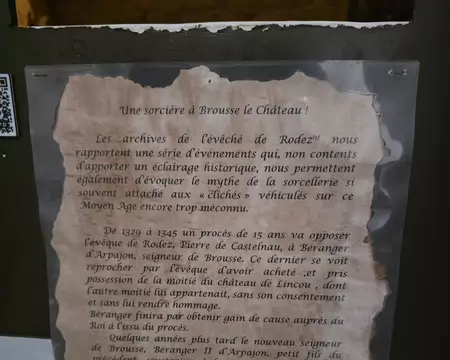 Une sorcière à Brousse le Château !
Les archives de l'évêché de Rodez nous
rapportent une série d'événements qui, non contents
d'apporter un éclairage historique, nous permettent
également d'évoquer le mythe de la sorcellerie si
souvent attaché aux « clichés » véhiculés sur ce
Moyen Age encore trop méconnu.
De 1329 à 1345 un procès de 15 ans va opposer
l'évêque de Rodez, Pierre de Castelnau, à Béranger
d'Arpajon, seigneur de Brousse. Ce dernier se voit
reprocher par l'évêque d'avoir acheté .et pris
possession de la moitié du château de Lincou , dont
l'autre moitié lui appartenait, sans son consentement
et sans lui rendre hommage.
Béranger finira par obtenir gain de cause auprès du
Roi à l'issu du procès.
Quelques années plus tard le nouveau seigneur
de Brousse, Béranger II d'Arpajon, petit fils du
précédent